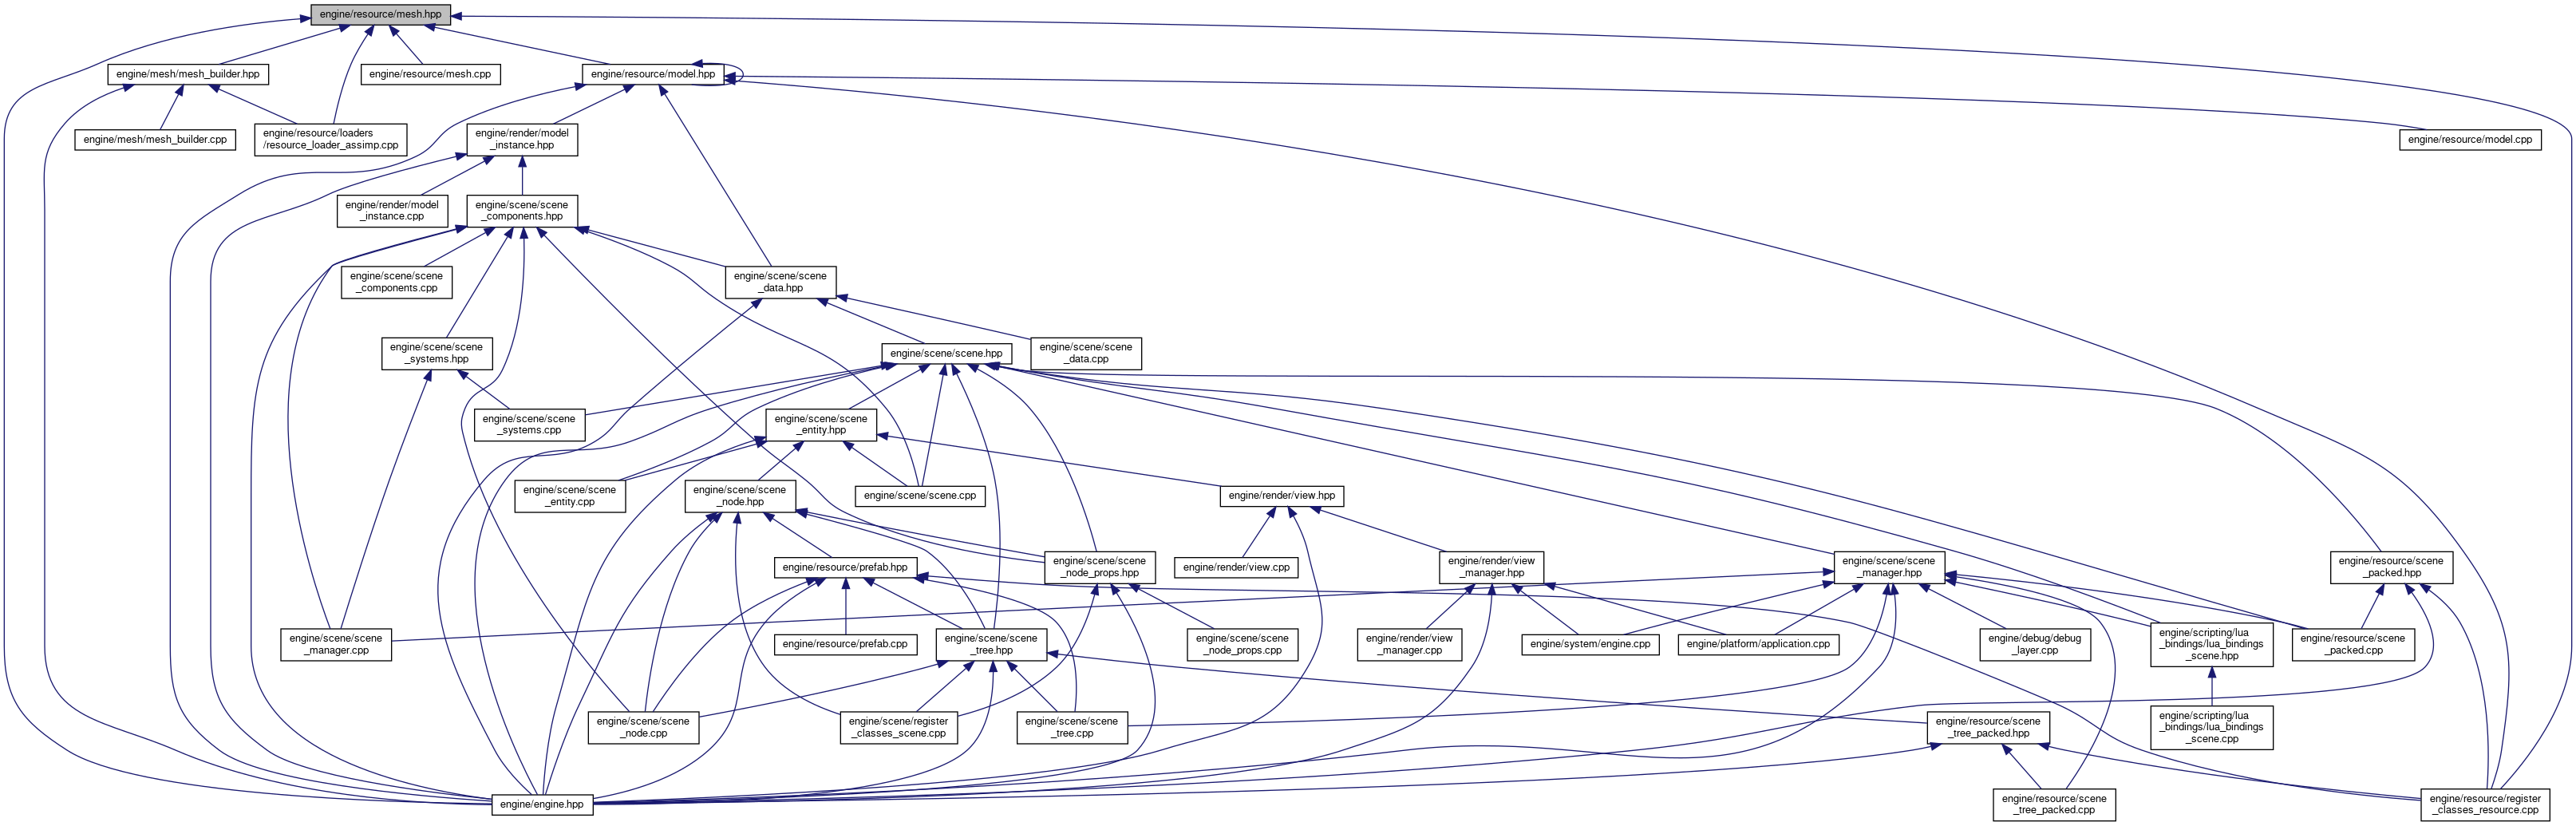 engine/resource/mesh.hpp
engine/mesh/mesh_builder.hpp
engine/resource/mesh.cpp
engine/resource/model.hpp
engine/mesh/mesh_builder.cpp
engine/resource/loaders
/resource_loader_assimp.cpp
engine/render/model
_instance.hpp
engine/resource/model.cpp
engine/render/model
_instance.cpp
engine/scene/scene
_components.hpp
engine/scene/scene
_components.cpp
engine/scene/scene
_data.hpp
engine/scene/scene
_systems.hpp
engine/scene/scene.hpp
engine/scene/scene
_data.cpp
engine/scene/scene
_systems.cpp
engine/scene/scene
_entity.hpp
engine/scene/scene
_entity.cpp
engine/scene/scene
_node.hpp
engine/scene/scene.cpp
engine/render/view.hpp
engine/resource/prefab.hpp
engine/scene/scene
_node_props.hpp
engine/render/view.cpp
engine/render/view
_manager.hpp
engine/scene/scene
_manager.hpp
engine/resource/scene
_packed.hpp
engine/scene/scene
_manager.cpp
engine/resource/prefab.cpp
engine/scene/scene
_tree.hpp
engine/scene/scene
_node_props.cpp
engine/render/view
_manager.cpp
engine/system/engine.cpp
engine/platform/application.cpp
engine/debug/debug
_layer.cpp
engine/scripting/lua
_bindings/lua_bindings
_scene.hpp
engine/resource/scene
_packed.cpp
engine/scene/scene
_node.cpp
engine/scene/register
_classes_scene.cpp
engine/scene/scene
_tree.cpp
engine/resource/scene
_tree_packed.hpp
engine/scripting/lua
_bindings/lua_bindings
_scene.cpp
engine/engine.hpp
engine/resource/scene
_tree_packed.cpp
engine/resource/register
_classes_resource.cpp